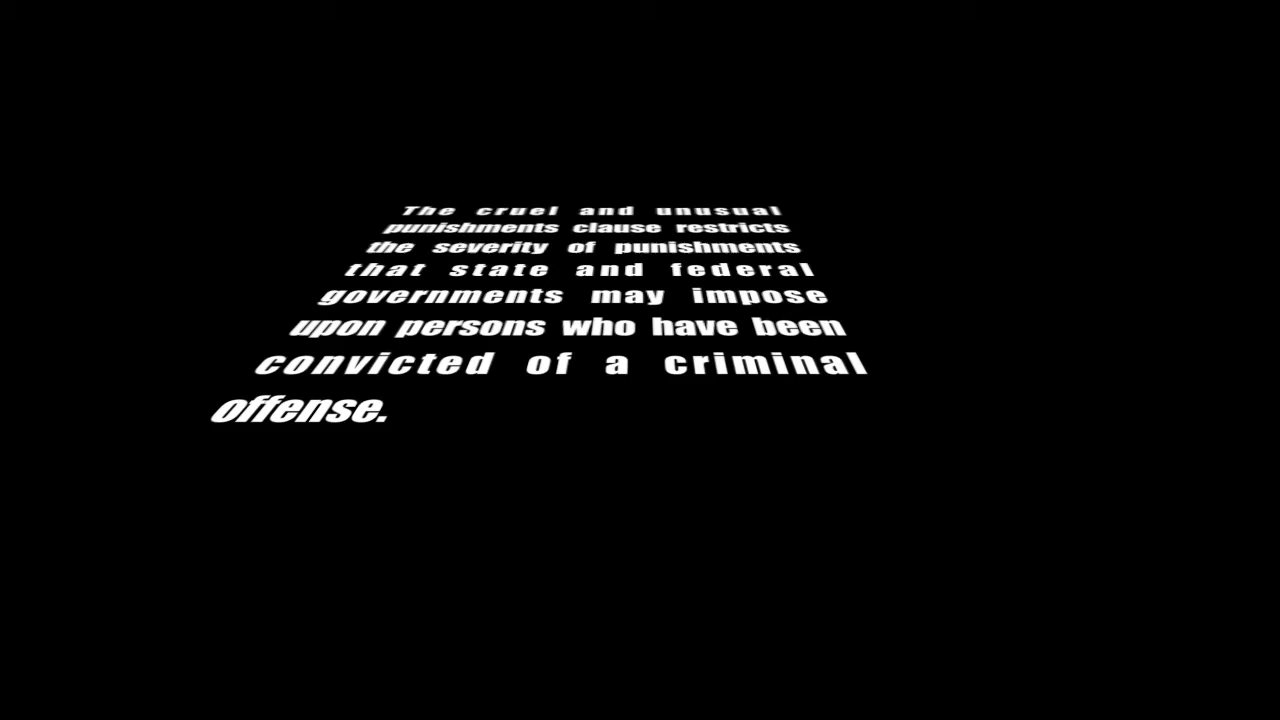 The cruel and unusual
punishments clause restricts
the severity of punishments
that state and federal
governments may impose
upon persons who have been
convicted of a criminal
offense.